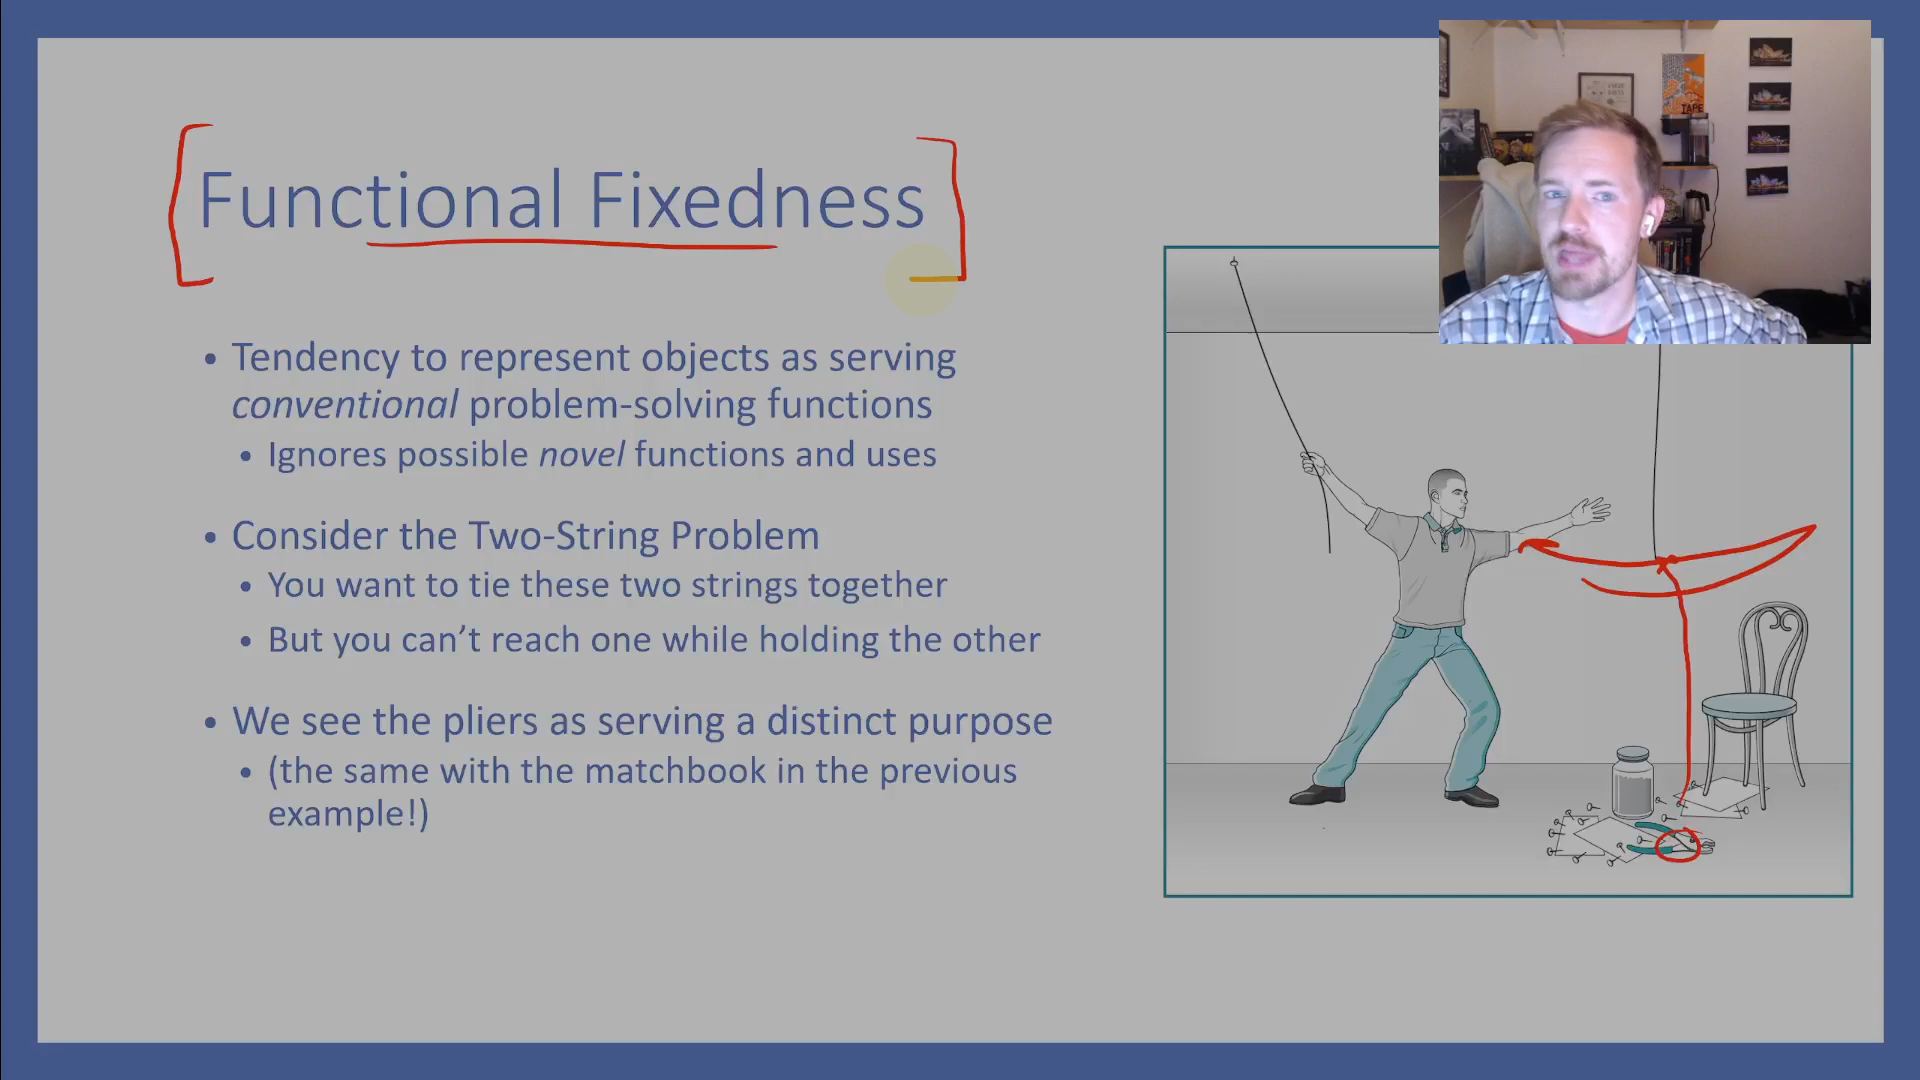 Functional Fixedness
• Tendency to represent objects as serving
conventional problem-solving functions
• Ignores possible novel functions and uses
• Consider the Two-String Problem
• You want to tie these two strings together
• But you can’t reach one while holding the other
• We see the pliers as serving a distinct purpose
• (the same with the matchbook in the previous
example!)
TAPE